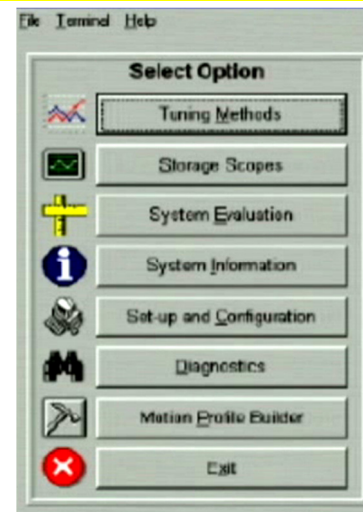 File Terminal Help
Select Option
Tuning Methods
Storage Scopes
System Evaluation
System Information
Set-up and Configuration
Diagnostics
Motion Profile Builder
Exit